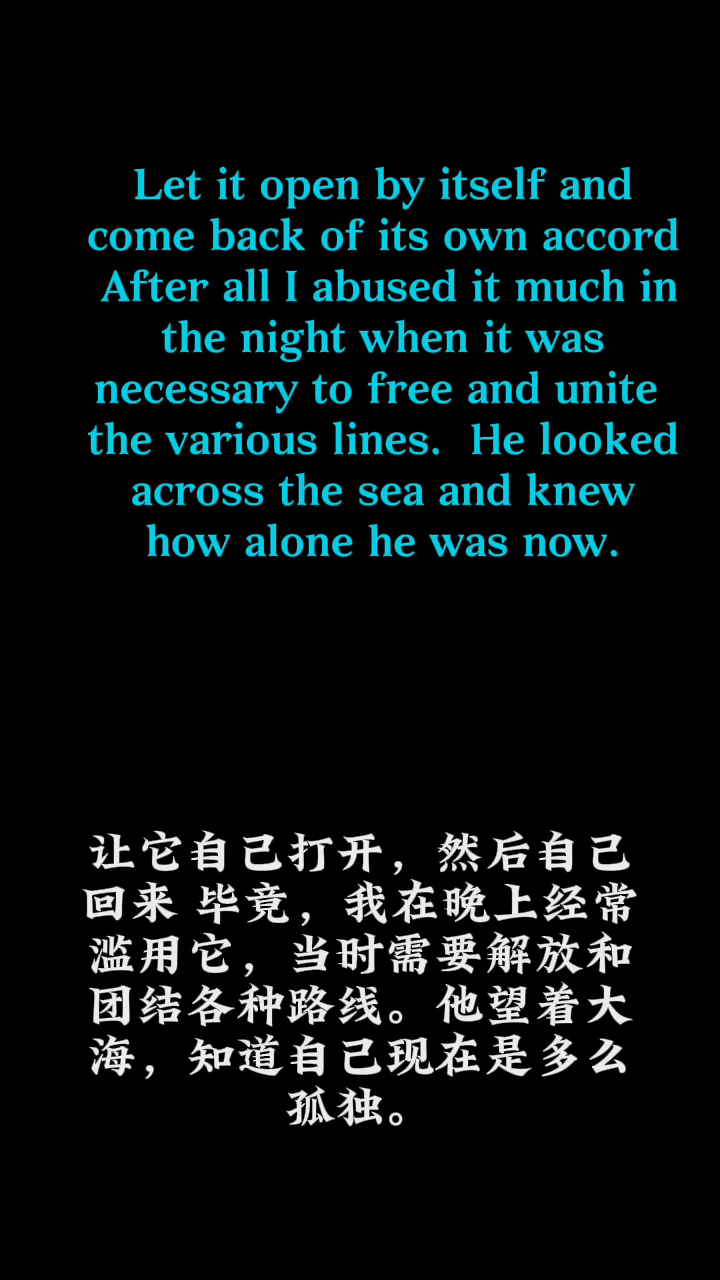 Let it open by itself and
come back of its own accord
After all I abused it much in
the night when it was
necessary to free and unite
the various lines.  He looked
across the sea and knew
how alone he was now.
让它自己打开，然后自己
回来 毕竟，我在晚上经常
滥用它，当时需要解放和
团结各种路线。他望着大
海，知道自己现在是多么
孤独。